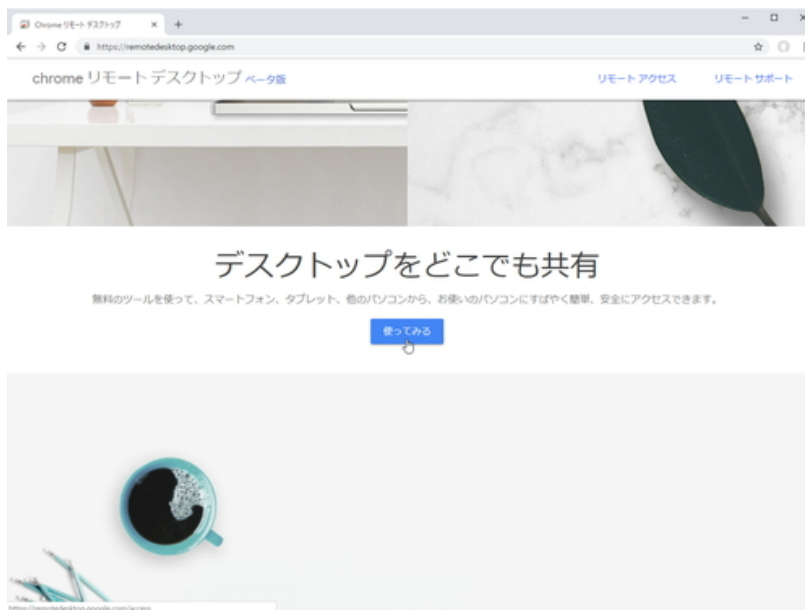 Chrome リモート デスクトップ
https://remotedesktop.google.com
chrome リモート デスクトップ ベータ版
リモート アクセス
リモート サポート
デスクトップをどこでも共有
無料のツールを使って、スマートフォン、タブレット、他のパソコンから、お使いのパソコンにすばやく簡単、安全にアクセスできます。
使ってみる
https://remotedesktop.google.com/access